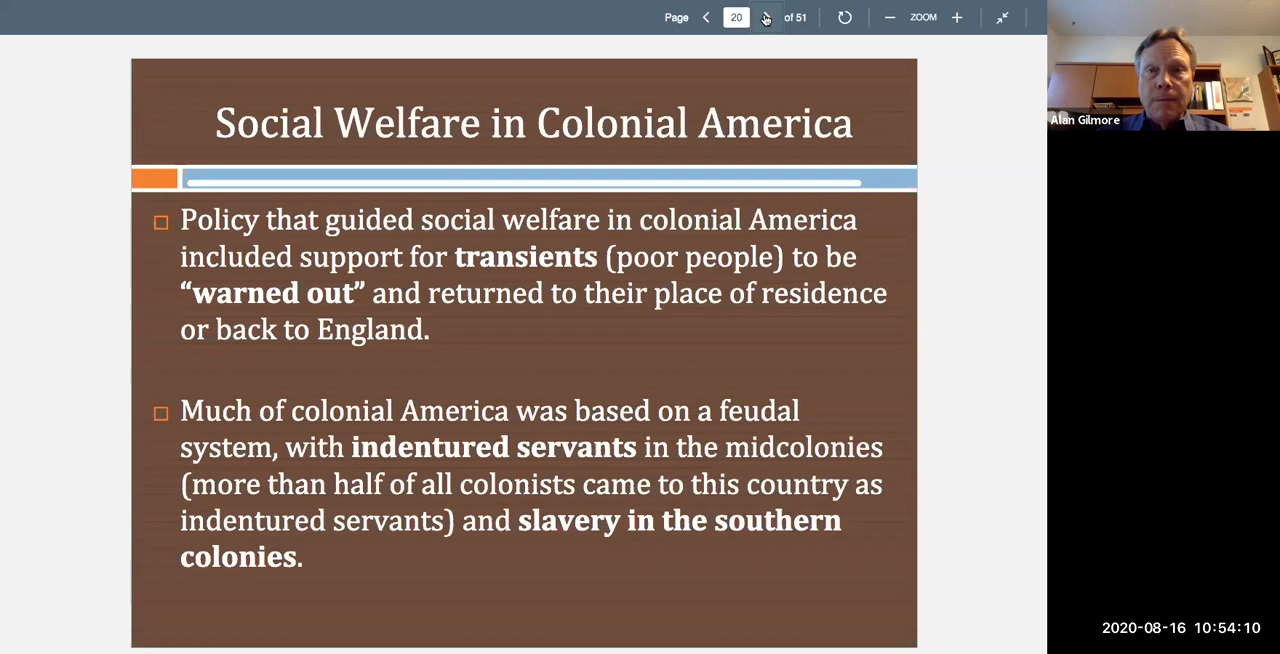 Page 20 of 51 ZOOM
Alan Gilmore
Social Welfare in Colonial America
Policy that guided social welfare in colonial America
included support for transients (poor people) to be
“warned out” and returned to their place of residence
or back to England.
Much of colonial America was based on a feudal
system, with indentured servants in the midcolonies
(more than half of all colonists came to this country as
indentured servants) and slavery in the southern
colonies.
2020-08-16 10:54:10